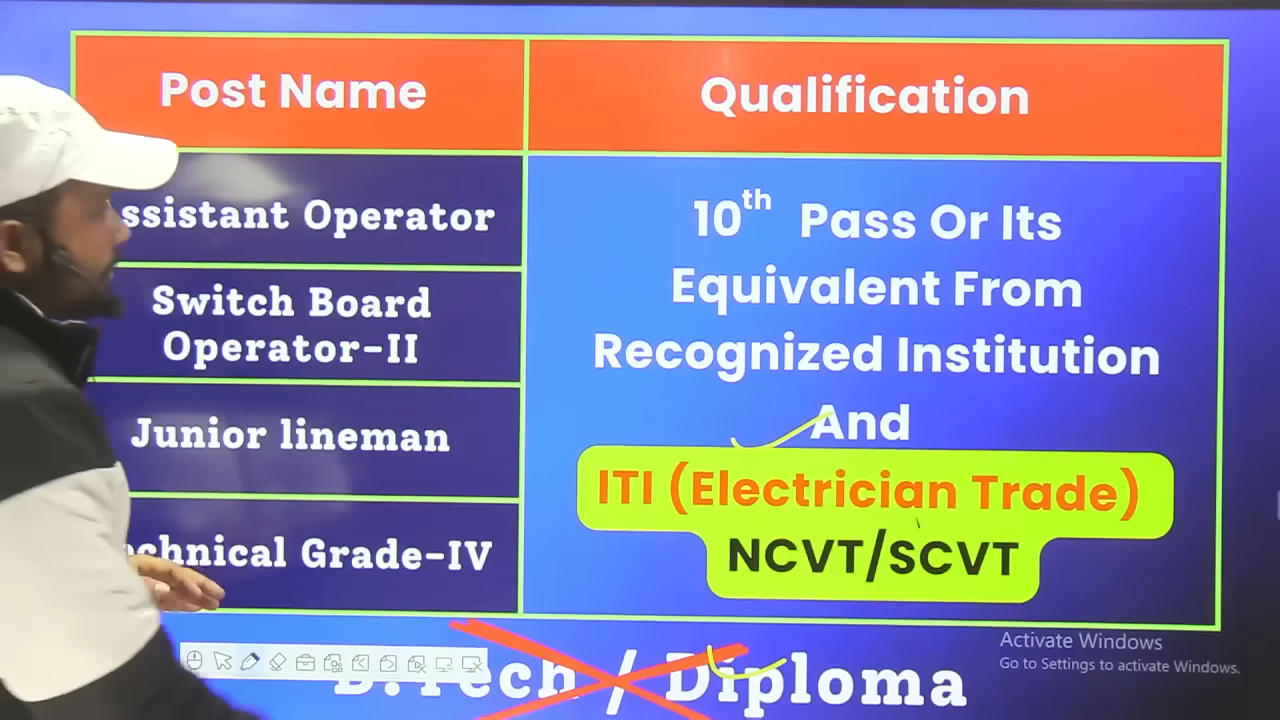 Post Name
Qualification
ssistant Operator
Switch Board
Operator-II
Junior lineman
chnical Grade-IV
10th Pass Or Its
Equivalent From
Recognized Institution
And
ITI (Electrician Trade)
NCVT/SCVT
B.Tech / Diploma
Activate Windows
Go to Settings to activate Windows.